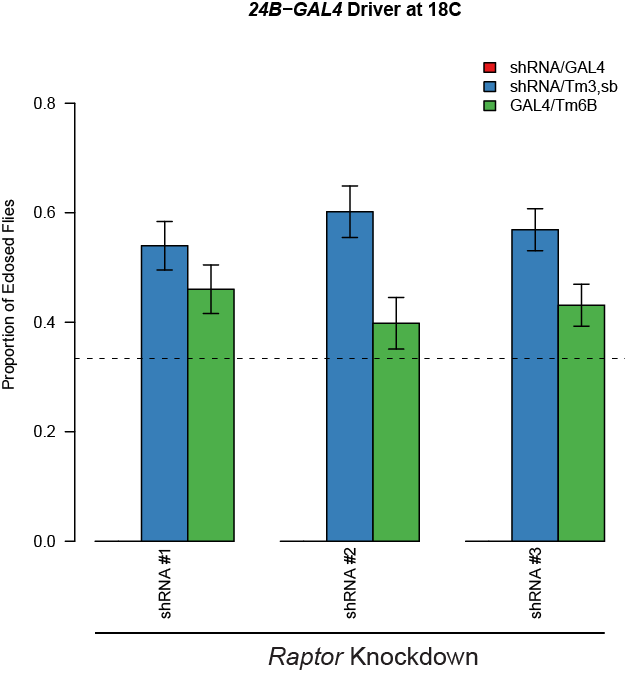 24B−GAL4 Driver at 18C
shRNA/GAL4
shRNA/Tm3,sb
GAL4/Tm6B
Proportion of Eclosed Flies
0.8
0.6
0.4
0.2
0.0
shRNA #1
shRNA #2
shRNA #3
Raptor Knockdown